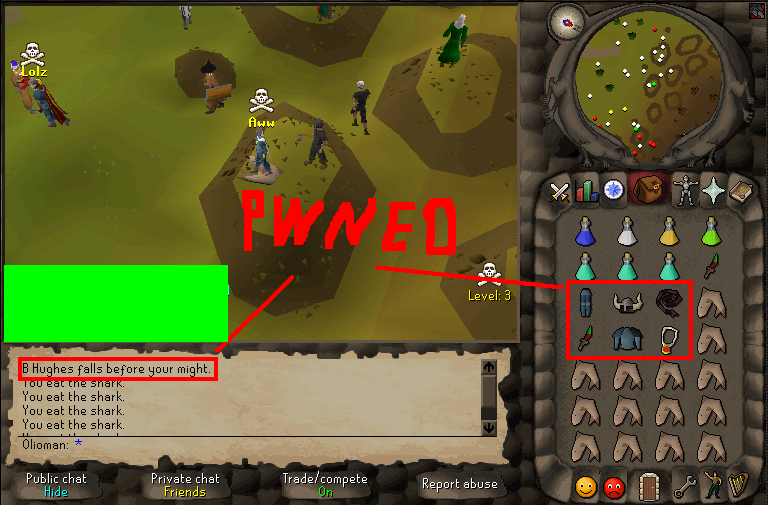 Lolz
Aww
PWNED
Level: 3
B Hughes falls before your might.
You eat the shark.
You eat the shark.
You eat the shark.
You eat the shark.
Olioman: *
Public chat
Hide
Private chat
Friends
Trade/compete
On
Report abuse